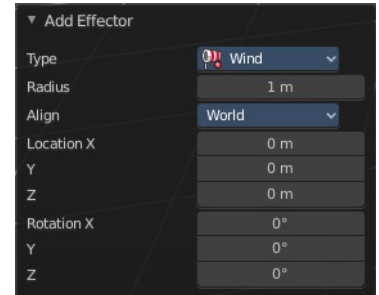 Add Effector
Type Wind
Radius 1 m
Align World
Location X 0 m
Y 0 m
Z 0 m
Rotation X 0°
Y 0°
Z 0°